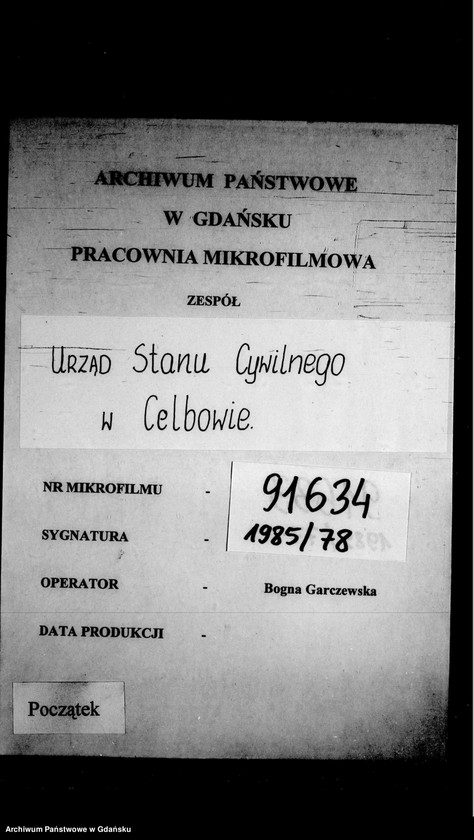 ARCHIWUM PAŃSTWOWE
W GDAŃSKU
PRACOWNIA MIKROFILMOWA
ZESPÓŁ
URZĄD Stanu Cywilnego
w Celbowie.
NR MIKROFILMU - 91634
SYGNATURA - 1985/78
OPERATOR - Bogna Garczewska
DATA PRODUKCJI -
Początek
Archiwum Państwowe w Gdańsku